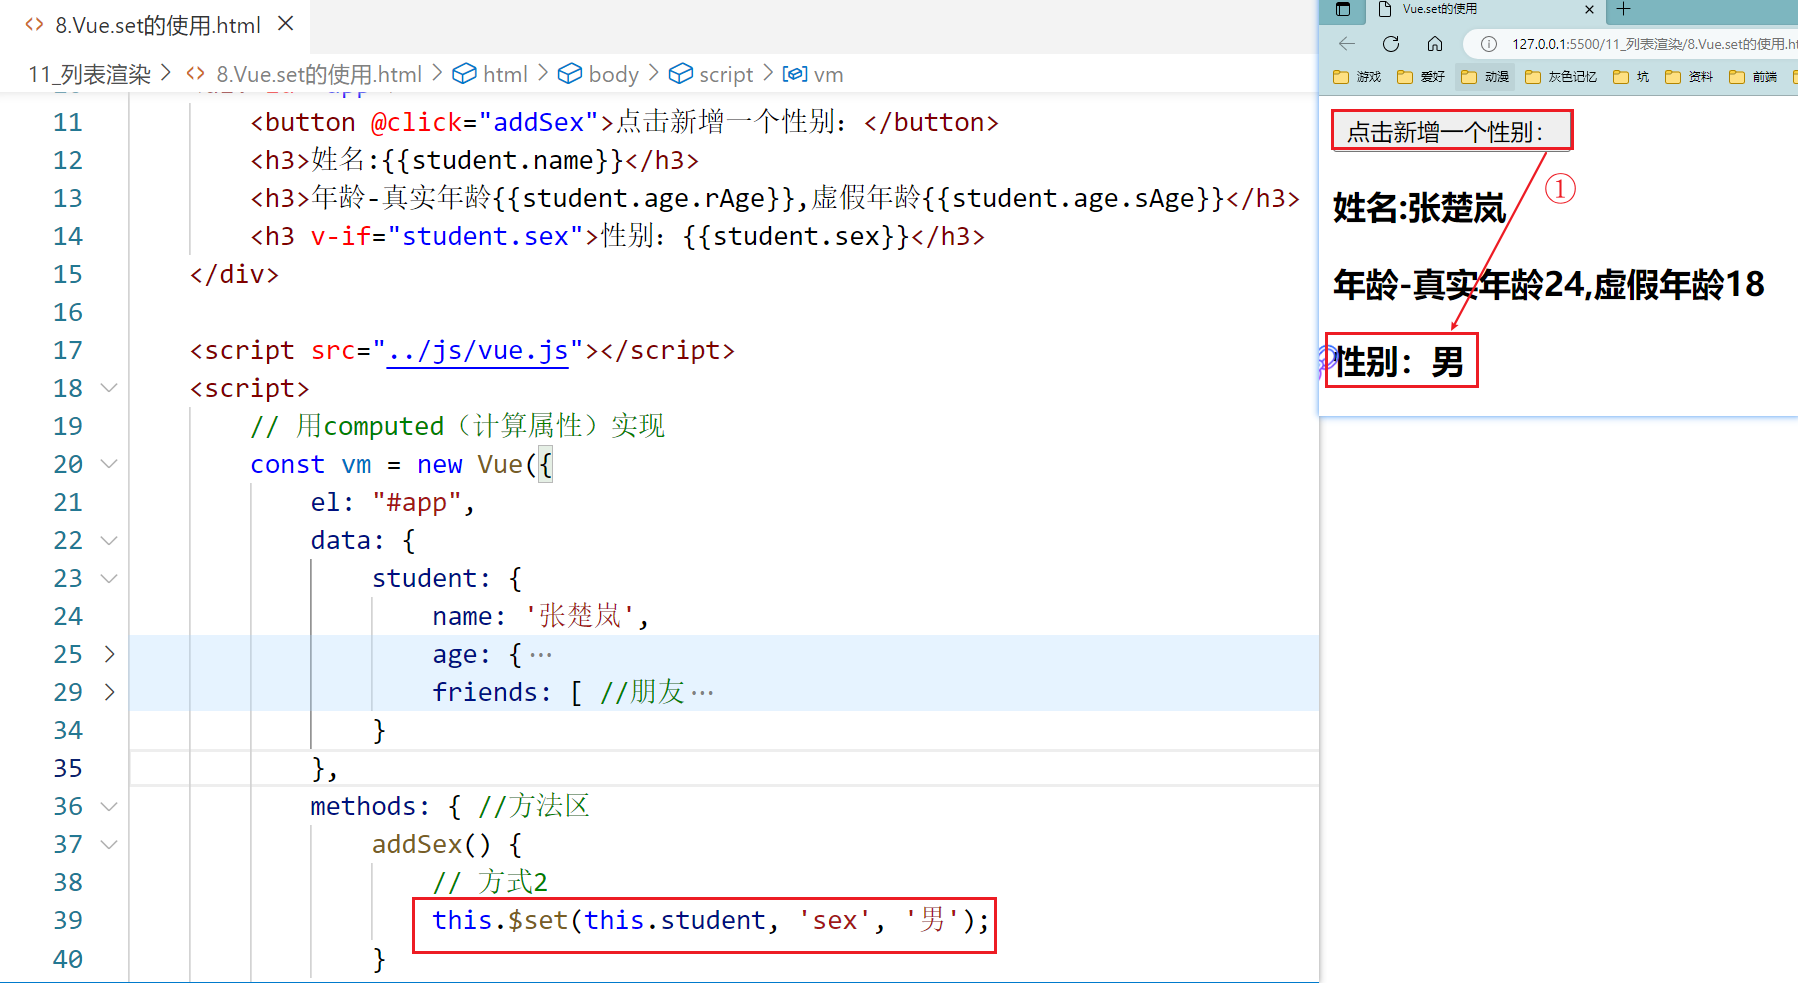 8.Vue.set的使用.html
11_列表渲染 > 8.Vue.set的使用.html > html > body > script > vm
11 <button @click="addSex">点击新增一个性别：</button>
12 <h3>姓名:{{student.name}}</h3>
13 <h3>年龄-真实年龄{{student.age.rAge}},虚假年龄{{student.age.sAge}}</h3>
14 <h3 v-if="student.sex">性别：{{student.sex}}</h3>
15 </div>
16
17 <script src="../js/vue.js"></script>
18 <script>
19 // 用computed（计算属性）实现
20 const vm = new Vue({
21 el: "#app",
22 data: {
23 student: {
24 name: '张楚岚',
25 age: {…
29 friends: [ //朋友…
34 }
35 },
36 methods: { //方法区
37 addSex() {
38 // 方式2
39 this.$set(this.student, 'sex', '男');
40 }
Vue.set的使用
127.0.0.1:5500/11_列表渲染/8.Vue.set的使用.ht
游戏 爱好 动漫 灰色记忆 坑 资料 前端
点击新增一个性别：
①
姓名:张楚岚
年龄-真实年龄24,虚假年龄18
性别：男